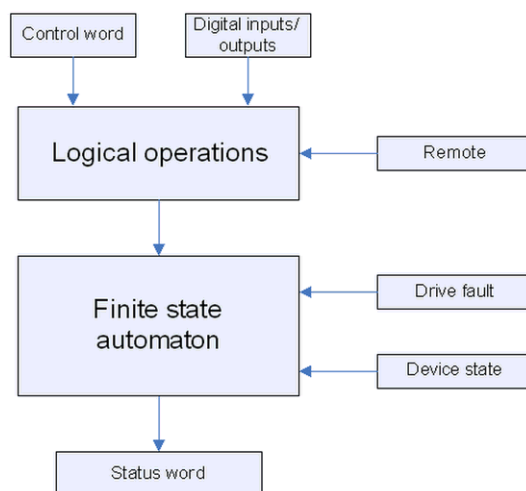 Control word
Digital inputs/
outputs
Logical operations
Remote
Finite state
automaton
Drive fault
Device state
Status word